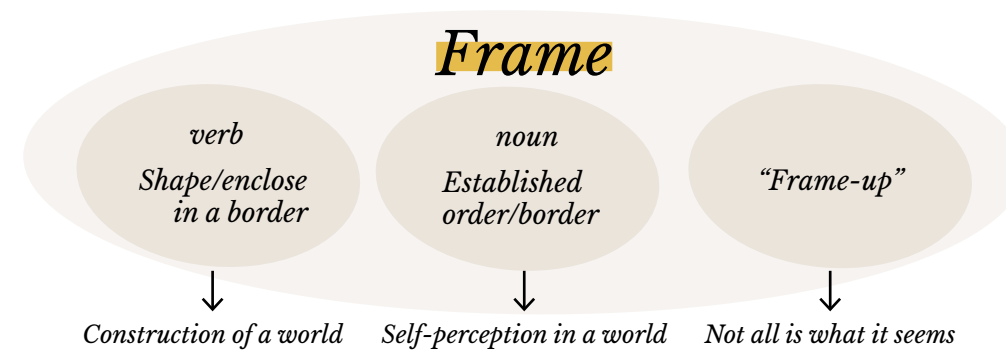 Frame
verb
Shape/enclose
in a border
noun
Established
order/border
“Frame-up”
Construction of a world
Self-perception in a world
Not all is what it seems